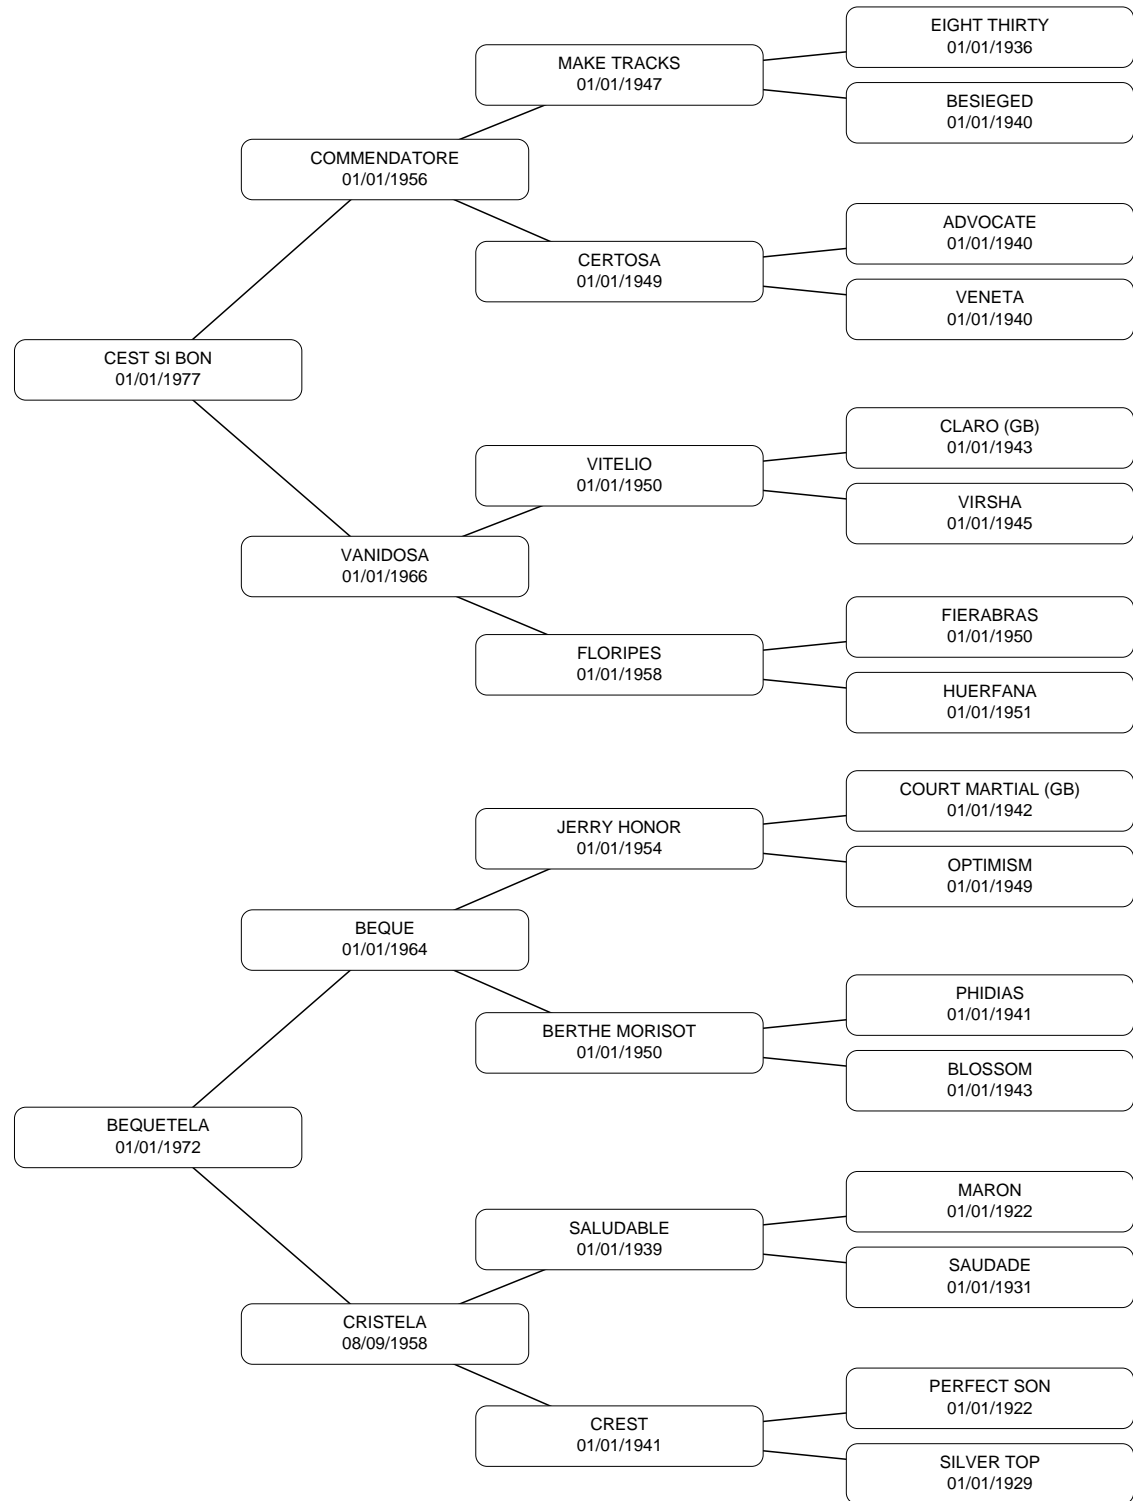 EIGHT THIRTY
01/01/1936
MAKE TRACKS
01/01/1947
BESIEGED
01/01/1940
COMMENDATORE
01/01/1956
ADVOCATE
01/01/1940
CERTOSA
01/01/1949
VENETA
01/01/1940
CEST SI BON
01/01/1977
CLARO (GB)
01/01/1943
VITELIO
01/01/1950
VIRSHA
01/01/1945
VANIDOSA
01/01/1966
FIERABRAS
01/01/1950
FLORIPES
01/01/1958
HUERFANA
01/01/1951
COURT MARTIAL (GB)
01/01/1942
JERRY HONOR
01/01/1954
OPTIMISM
01/01/1949
BEQUE
01/01/1964
PHIDIAS
01/01/1941
BERTHE MORISOT
01/01/1950
BLOSSOM
01/01/1943
BEQUETELA
01/01/1972
MARON
01/01/1922
SALUDABLE
01/01/1939
SAUDADE
01/01/1931
CRISTELA
08/09/1958
PERFECT SON
01/01/1922
CREST
01/01/1941
SILVER TOP
01/01/1929